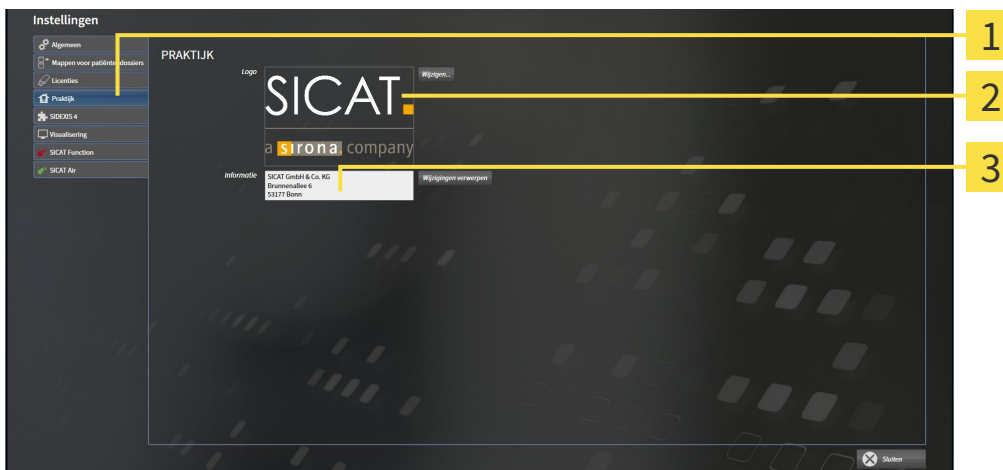 Instellingen
Algemeen
Mappen voor patiëntendossiers
Licenties
Praktijk
SIDEXIS 4
Visualisering
SICAT Function
SICAT Air
PRAKTIJK
Logo
SICAT.
a sirona. company
Wijzigen...
Informatie
SICAT GmbH & Co. KG
Brunnenallee 6
53177 Bonn
Wijzigingen verwerpen
Sluiten
1
2
3